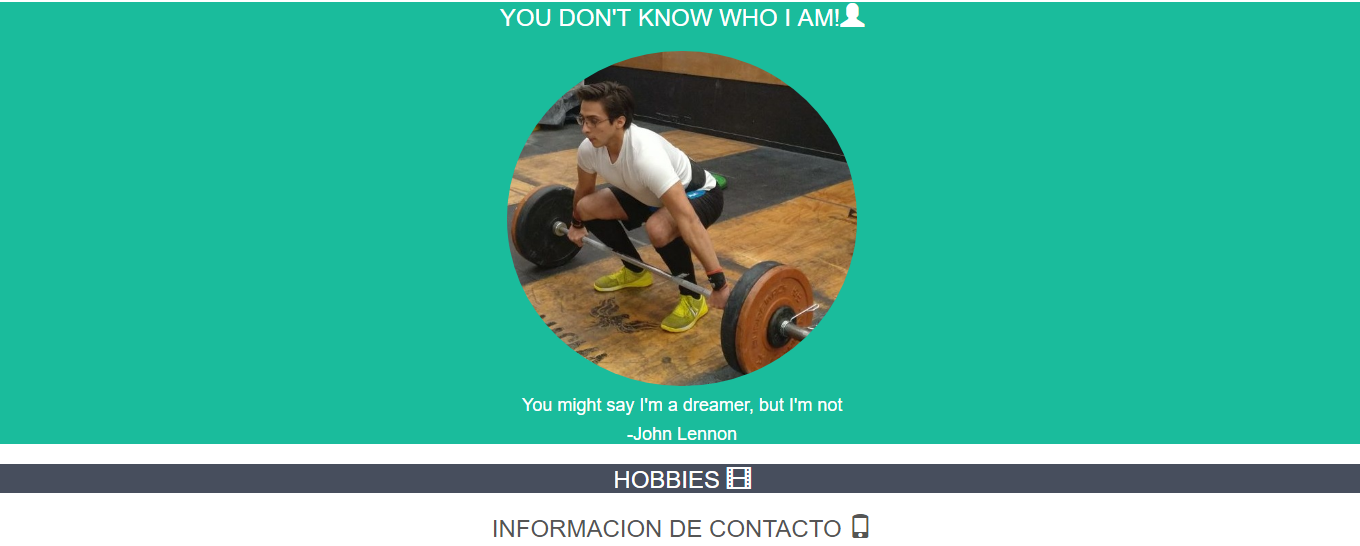 YOU DON'T KNOW WHO I AM!
You might say I'm a dreamer, but I'm not
-John Lennon
HOBBIES
INFORMACION DE CONTACTO